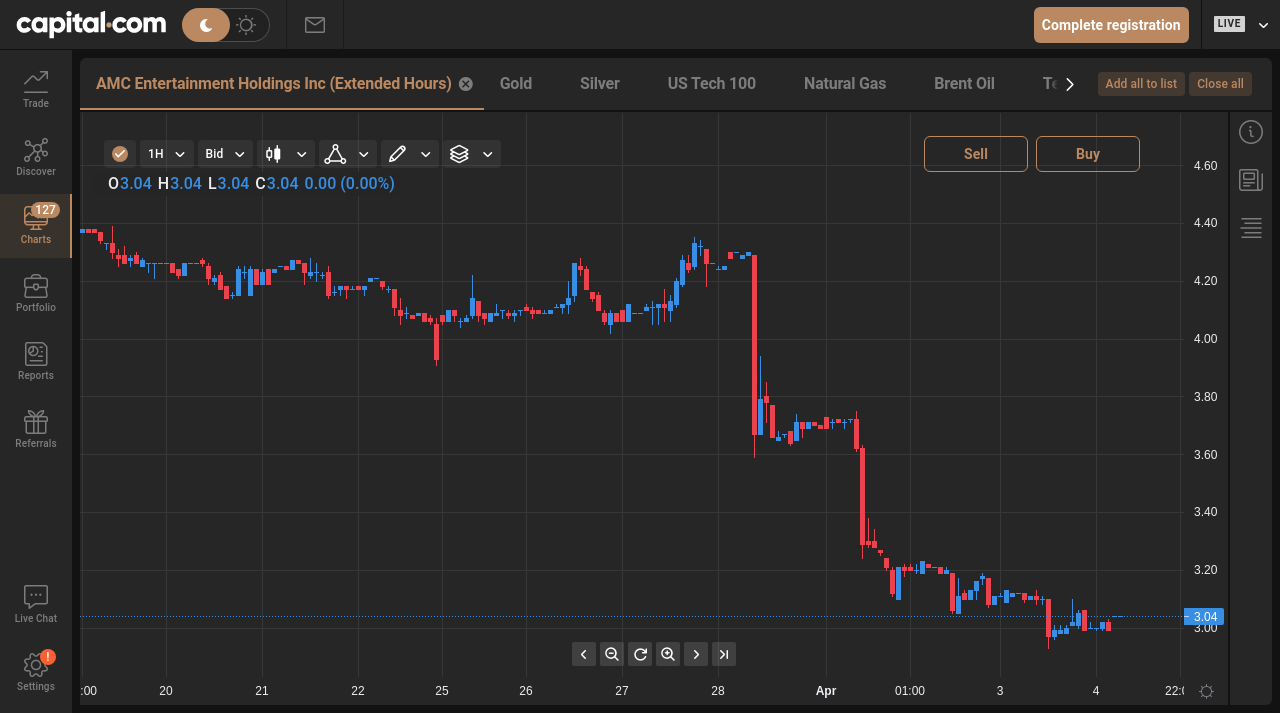 capital.com
Complete registration
LIVE
Trade
Discover
127
Charts
Portfolio
Reports
Referrals
Live Chat
!
Settings
AMC Entertainment Holdings Inc (Extended Hours)
Gold
Silver
US Tech 100
Natural Gas
Brent Oil
Add all to list
Close all
1H
Bid
Sell
Buy
O3.04 H3.04 L3.04 C3.04 0.00 (0.00%)
4.60
4.40
4.20
4.00
3.80
3.60
3.40
3.20
3.04
3.00
:00 20 21 22 25 26 27 28 Apr 01:00 3 4 22:0